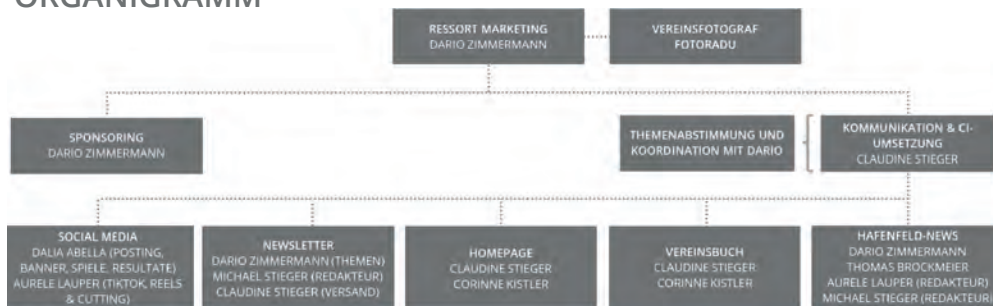 ORGANIGRAMM
RESSORT MARKETING
DARIO ZIMMERMANN
VEREINSFOTOGRAF
FOTORADU
SPONSORING
DARIO ZIMMERMANN
THEMENABSTIMMUNG UND
KOORDINATION MIT DARIO
KOMMUNIKATION & CI-
UMSETZUNG
CLAUDINE STIEGER
SOCIAL MEDIA
DALIA ABELLA (POSTING,
BANNER, SPIELE, RESULTATE)
AURELE LAUPER (TIKTOK, REELS
& CUTTING)
NEWSLETTER
DARIO ZIMMERMANN (THEMEN)
MICHAEL STIEGER (REDAKTEUR)
CLAUDINE STIEGER (VERSAND)
HOMEPAGE
CLAUDINE STIEGER
CORINNE KISTLER
VEREINSBUCH
CLAUDINE STIEGER
CORINNE KISTLER
HAFENFELD-NEWS
DARIO ZIMMERMANN
THOMAS BROCKMEIER
AURELE LAUPER (REDAKTEUR)
MICHAEL STIEGER (REDAKTEUR)